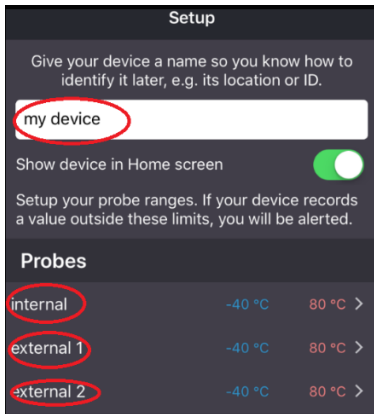 Setup
Give your device a name so you know how to
identify it later, e.g. its location or ID.
my device
Show device in Home screen
Setup your probe ranges. If your device records
a value outside these limits, you will be alerted.
Probes
internal -40 °C 80 °C >
external 1 -40 °C 80 °C >
external 2 -40 °C 80 °C >